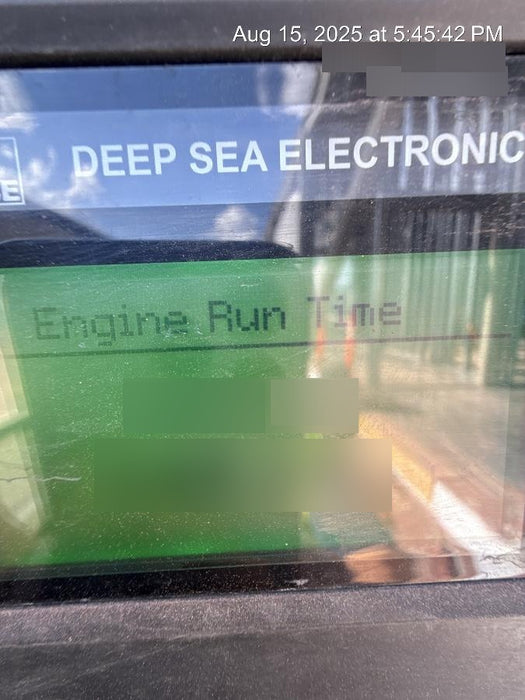 Aug 15, 2025 at 5:45:42 PM
DEEP SEA ELECTRONIC
Engine Run Time